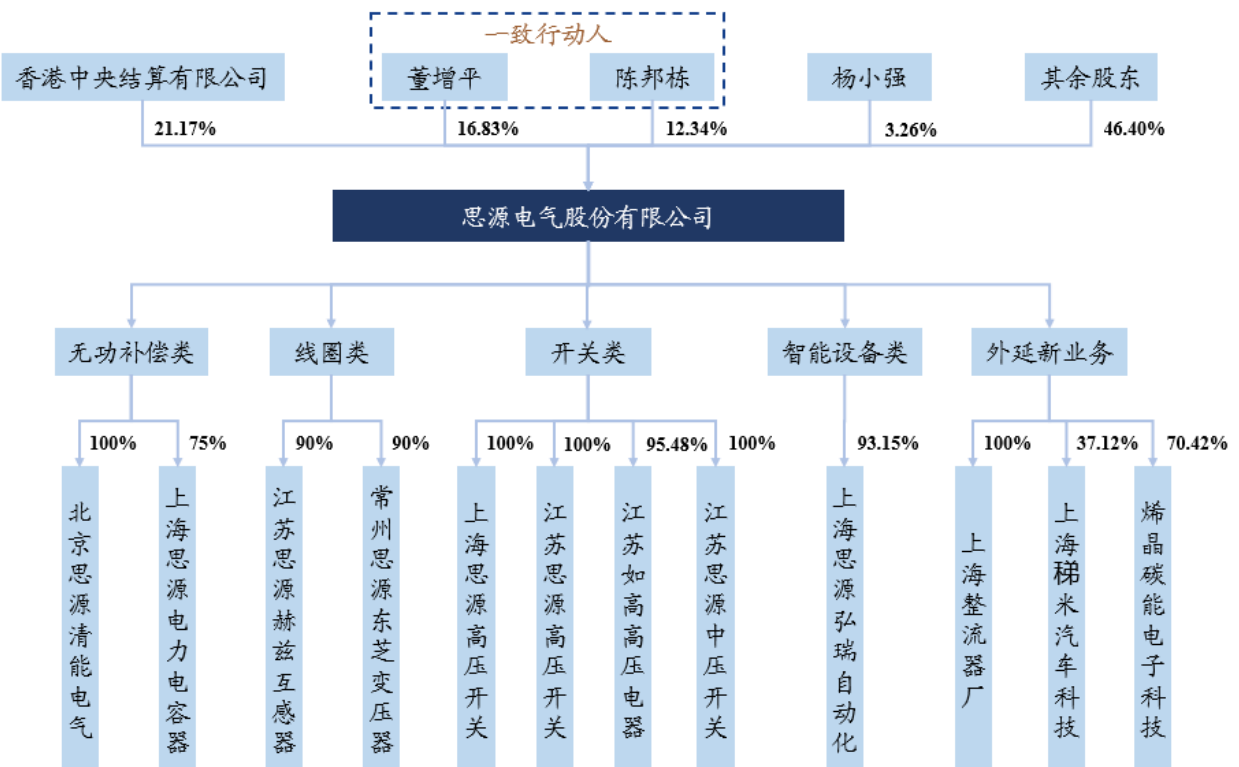 一致行动人
香港中央结算有限公司
董增平
陈邦栋
杨小强
其余股东
21.17%
16.83%
12.34%
3.26%
46.40%
思源电气股份有限公司
无功补偿类
线圈类
开关类
智能设备类
外延新业务
100%
75%
90%
90%
100%
100%
95.48%
100%
93.15%
100%
37.12%
70.42%
北京思源清能电气
上海思源电力电容器
江苏思源赫兹互感器
常州思源东芝变压器
上海思源高压开关
江苏思源高压开关
江苏如高高压电器
江苏思源中压开关
上海思源弘瑞自动化
上海整流器厂
上海稊米汽车科技
烯晶碳能电子科技